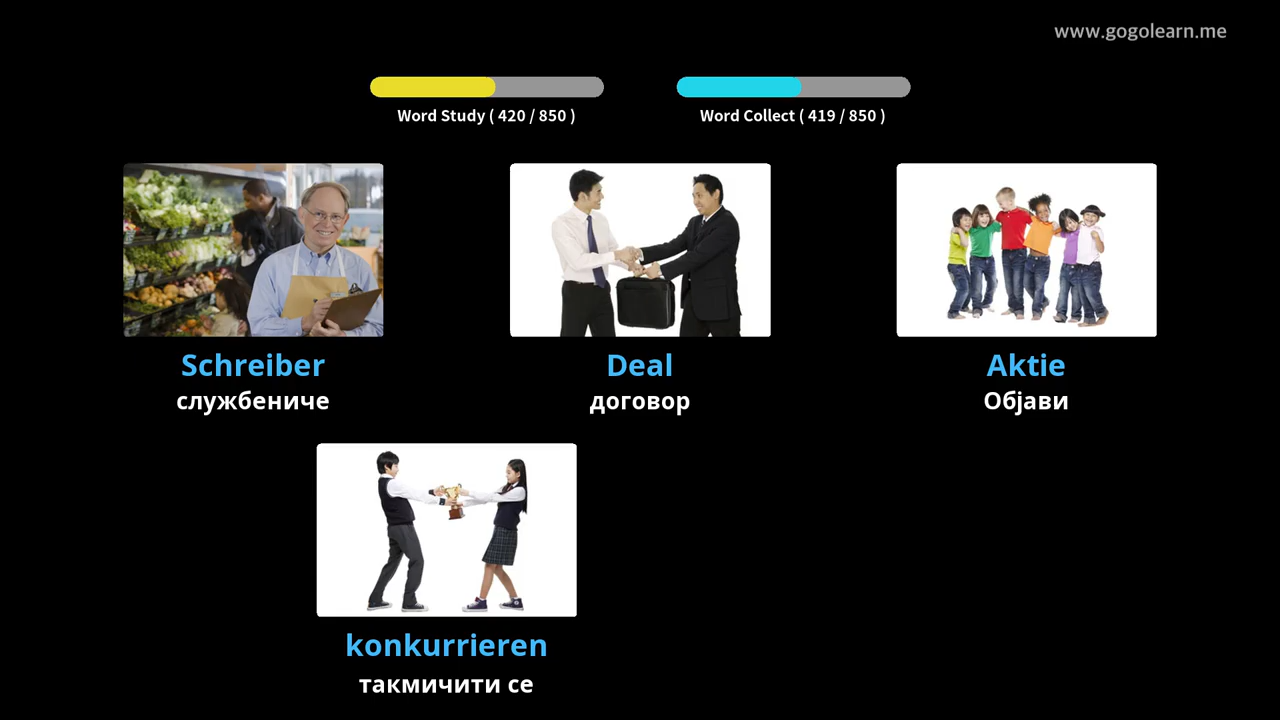 www.gogolearn.me
Word Study ( 420 / 850 )
Word Collect ( 419 / 850 )
Schreiber
службениче
Deal
договор
Aktie
Објави
konkurrieren
такмичити се